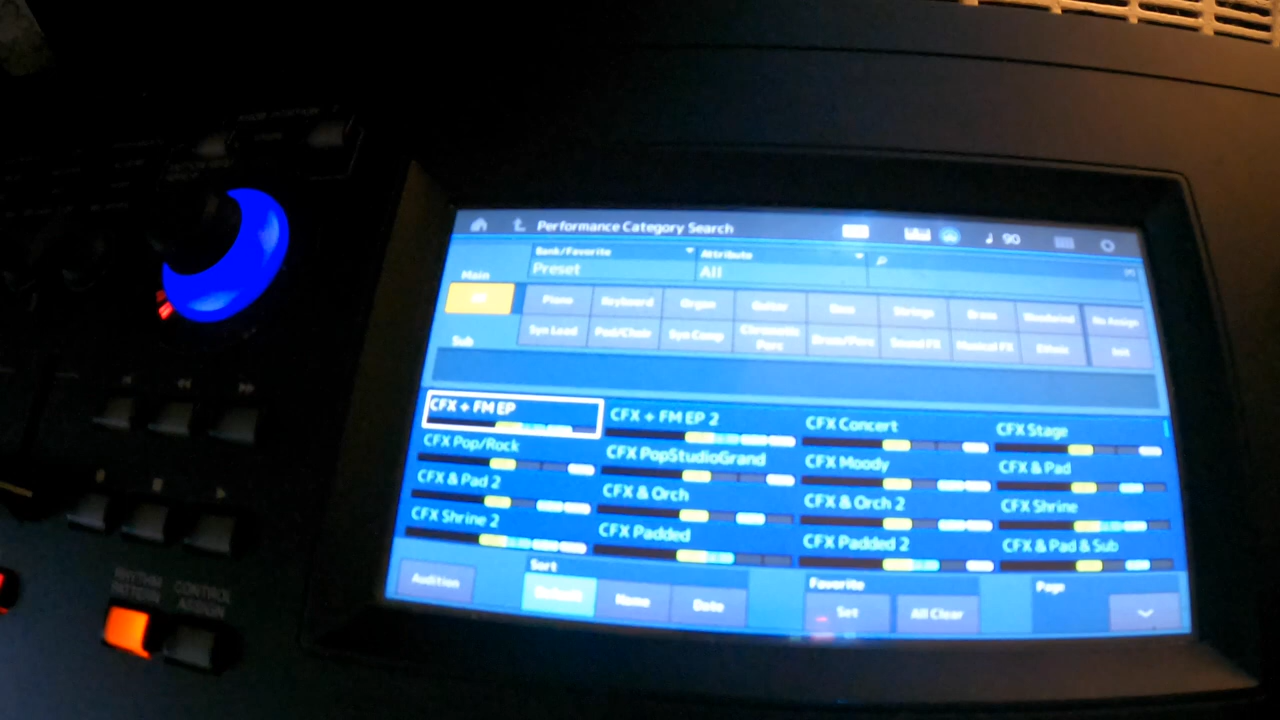 Performance Category Search
90
Bank/Favorite
Attribute
Main
Preset
All
Piano
Keyboard
Organ
Guitar
Bass
Strings
Brass
Woodwind
No Assign
Syn Lead
Pad/Choir
Syn Comp
Chromatic Perc
Drum/Perc
Sound FX
Musical FX
Ethnic
Init
Sub
CFX + FM EP
CFX + FM EP 2
CFX Concert
CFX Stage
CFX Pop/Rock
CFX PopStudioGrand
CFX Moody
CFX & Pad
CFX & Pad 2
CFX & Orch
CFX & Orch 2
CFX Shrine
CFX Shrine 2
CFX Padded
CFX Padded 2
CFX & Pad & Sub
Audition
Sort
Default
Name
Date
Favorite
Set
All Clear
Page
RHYTHM PATTERN
CONTROL ASSIGN